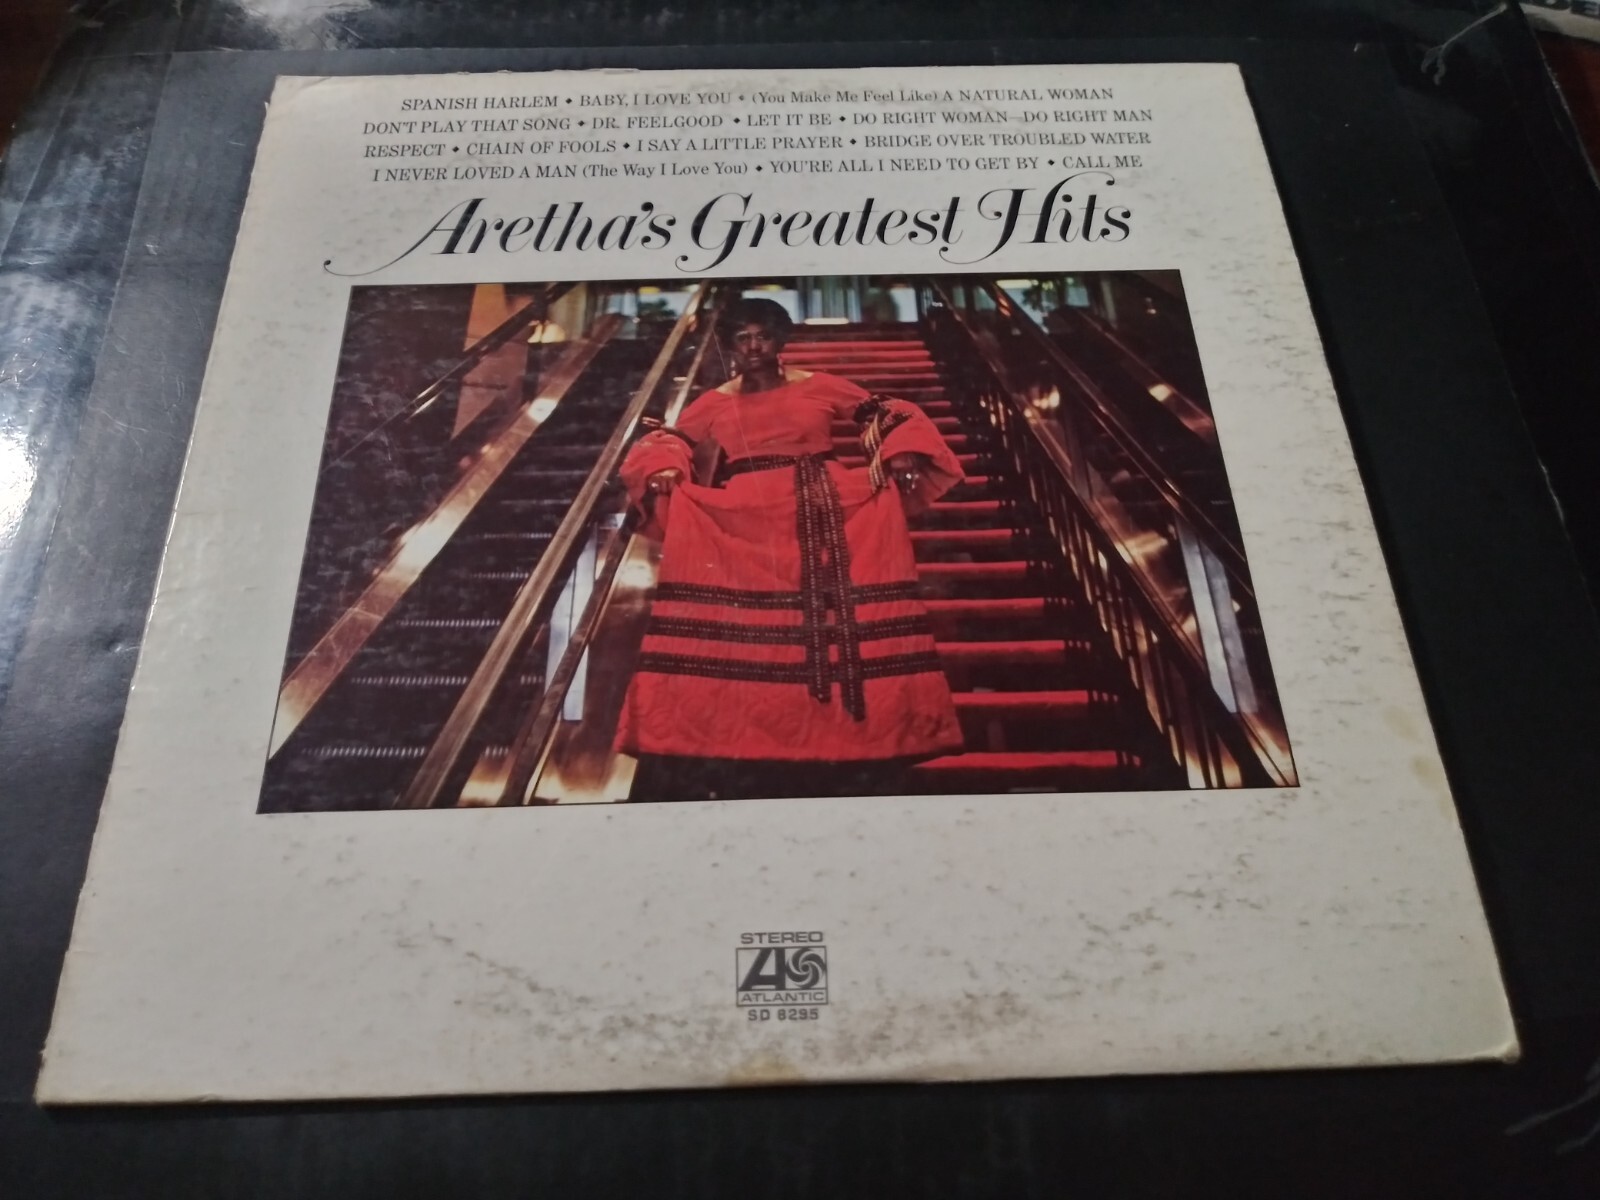 SPANISH HARLEM • BABY, I LOVE YOU • (You Make Me Feel Like) A NATURAL WOMAN
DON'T PLAY THAT SONG • DR. FEELGOOD • LET IT BE • DO RIGHT WOMAN—DO RIGHT MAN
RESPECT • CHAIN OF FOOLS • I SAY A LITTLE PRAYER • BRIDGE OVER TROUBLED WATER
I NEVER LOVED A MAN (The Way I Love You) • YOU'RE ALL I NEED TO GET BY • CALL ME
Aretha's Greatest Hits
STEREO
A
ATLANTIC
SD 8295